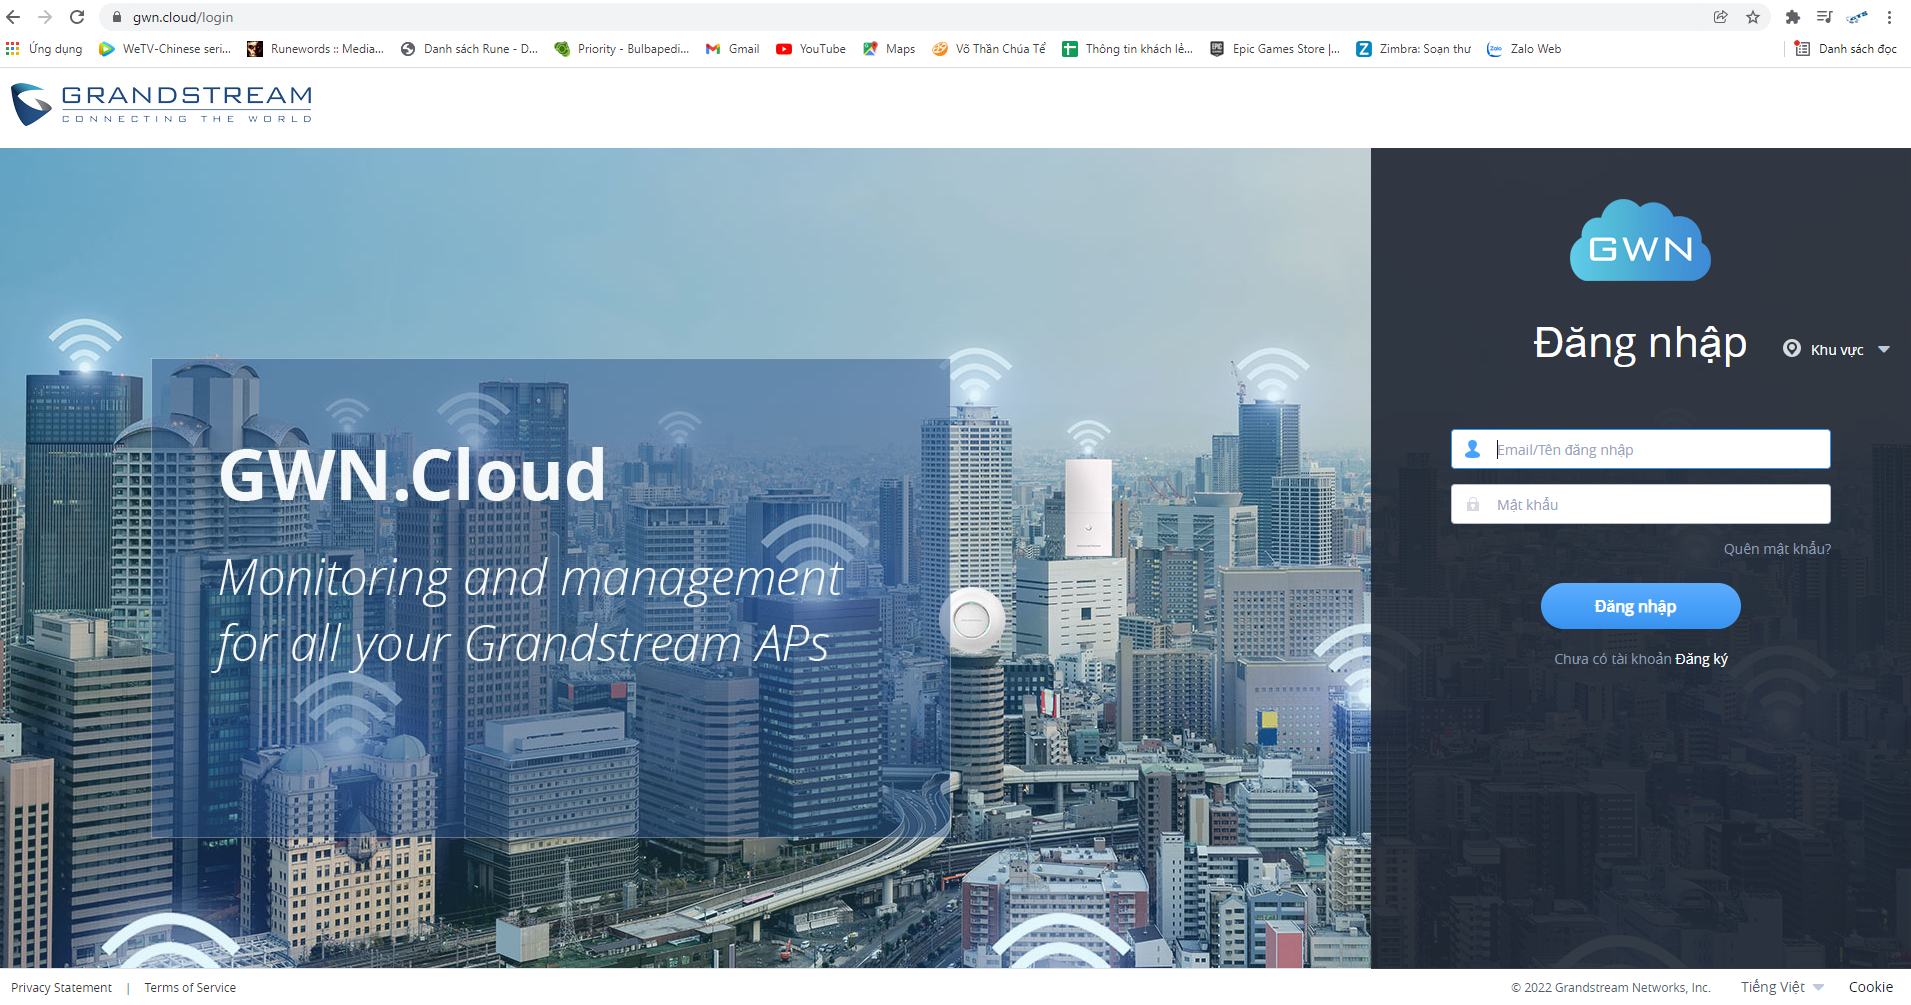 gwn.cloud/login
Ứng dụng
WeTV-Chinese seri...
Runewords :: Media...
Danh sách Rune - D...
Priority - Bulbapedi...
Gmail
YouTube
Maps
Võ Thần Chúa Tể
Thông tin khách lẻ...
Epic Games Store |...
Zimbra: Soạn thư
Zalo Web
Danh sách đọc
GRANDSTREAM
CONNECTING THE WORLD
GWN
Đăng nhập
Khu vực
Email/Tên đăng nhập
Mật khẩu
Quên mật khẩu?
Đăng nhập
Chưa có tài khoản Đăng ký
GWN.Cloud
Monitoring and management
for all your Grandstream APs
Privacy Statement | Terms of Service
© 2022 Grandstream Networks, Inc.
Tiếng Việt
Cookie